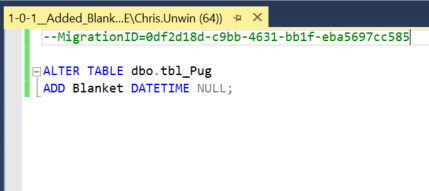 1-0-1__Added_Blank...E\Chris.Unwin (64))
--MigrationID=0df2d18d-c9bb-4631-bb1f-eba5697cc585
ALTER TABLE dbo.tbl_Pug
ADD Blanket DATETIME NULL;